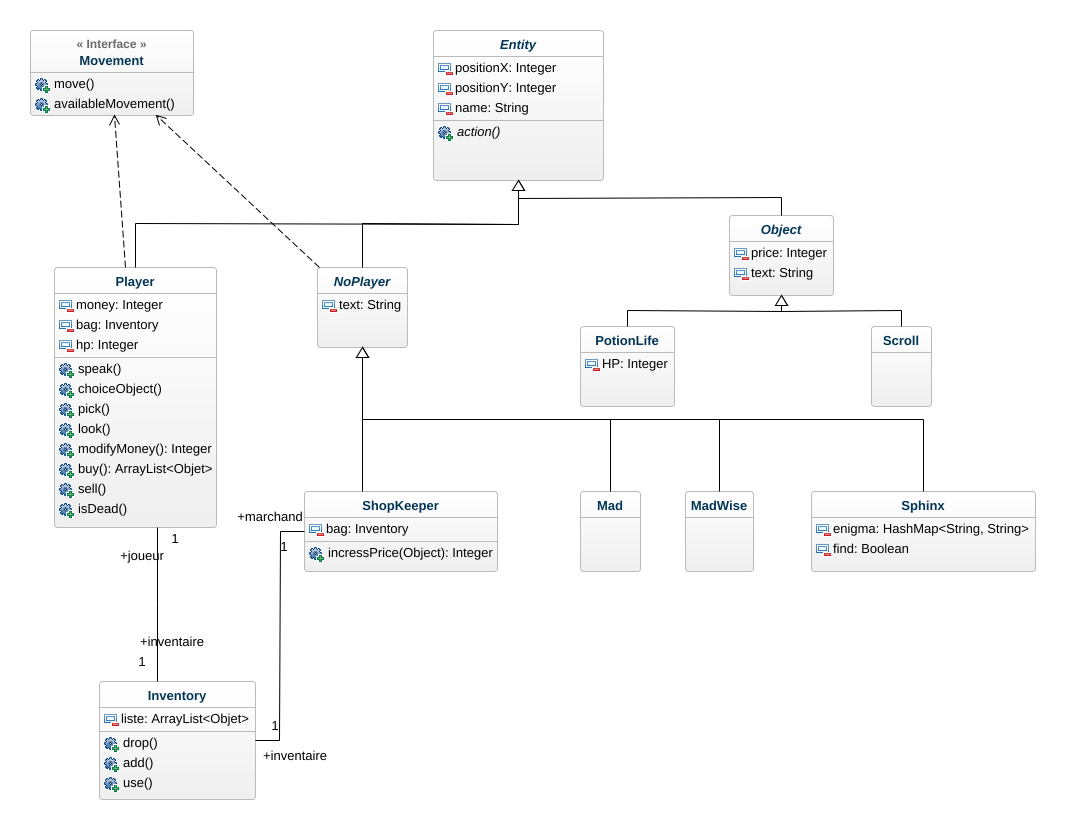 « Interface »
Movement
move()
availableMovement()
Entity
positionX: Integer
positionY: Integer
name: String
action()
Object
price: Integer
text: String
Player
money: Integer
bag: Inventory
hp: Integer
speak()
choiceObject()
pick()
look()
modifyMoney(): Integer
buy(): ArrayList<Objet>
sell()
isDead()
NoPlayer
text: String
PotionLife
HP: Integer
Scroll
ShopKeeper
bag: Inventory
incressPrice(Object): Integer
Mad
MadWise
Sphinx
enigma: HashMap<String, String>
find: Boolean
+marchand
1
1
+joueur
+inventaire
1
Inventory
liste: ArrayList<Objet>
drop()
add()
use()
1
+inventaire